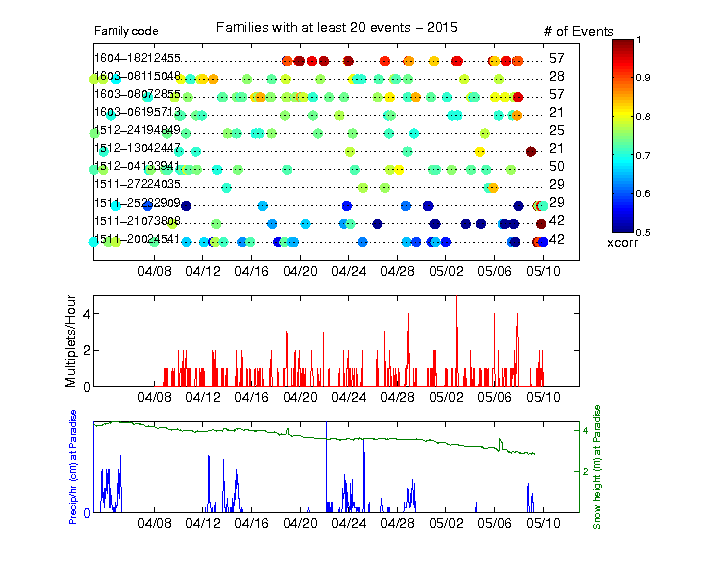 Families with at least 20 events – 2015
Family code
# of Events
1604–18212455 57
1603–08115048 28
1603–08072855 57
1603–06195713 21
1512–24194849 25
1512–13042447 21
1512–04133941 50
1511–27224035 29
1511–25232909 29
1511–21073808 42
1511–20024541 42
04/08 04/12 04/16 04/20 04/24 04/28 05/02 05/06 05/10
1
0.9
0.8
0.7
0.6
0.5
xcorr
Multiplets/Hour
4
2
0
04/08 04/12 04/16 04/20 04/24 04/28 05/02 05/06 05/10
Precip/hr (cm) at Paradise
0
4
2
Snow height (m) at Paradise
04/08 04/12 04/16 04/20 04/24 04/28 05/02 05/06 05/10